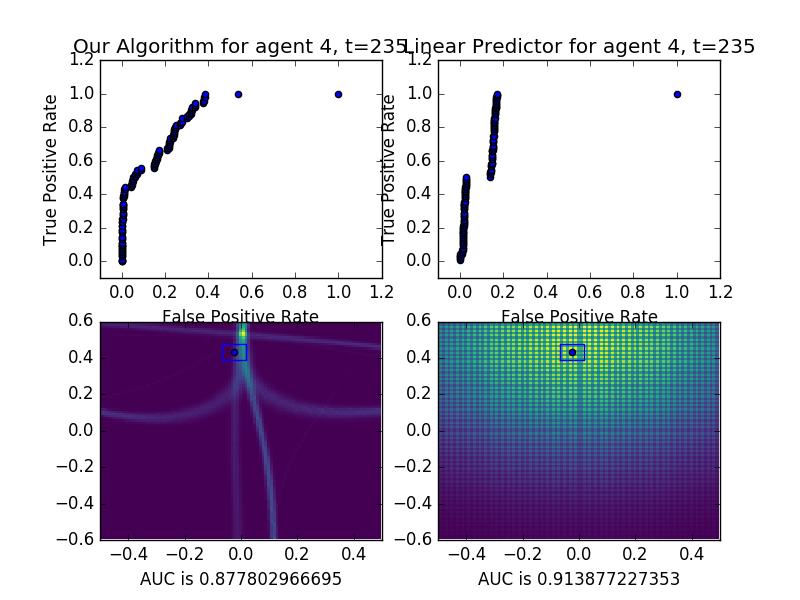 Our Algorithm for agent 4, t=235
Linear Predictor for agent 4, t=235
1.2
1.0
0.8
0.6
0.4
0.2
0.0
True Positive Rate
0.0 0.2 0.4 0.6 0.8 1.0 1.2
False Positive Rate
1.2
1.0
0.8
0.6
0.4
0.2
0.0
True Positive Rate
0.0 0.2 0.4 0.6 0.8 1.0 1.2
False Positive Rate
0.6
0.4
0.2
0.0
−0.2
−0.4
−0.6
−0.4 −0.2 0.0 0.2 0.4
AUC is 0.877802966695
0.6
0.4
0.2
0.0
−0.2
−0.4
−0.6
−0.4 −0.2 0.0 0.2 0.4
AUC is 0.913877227353